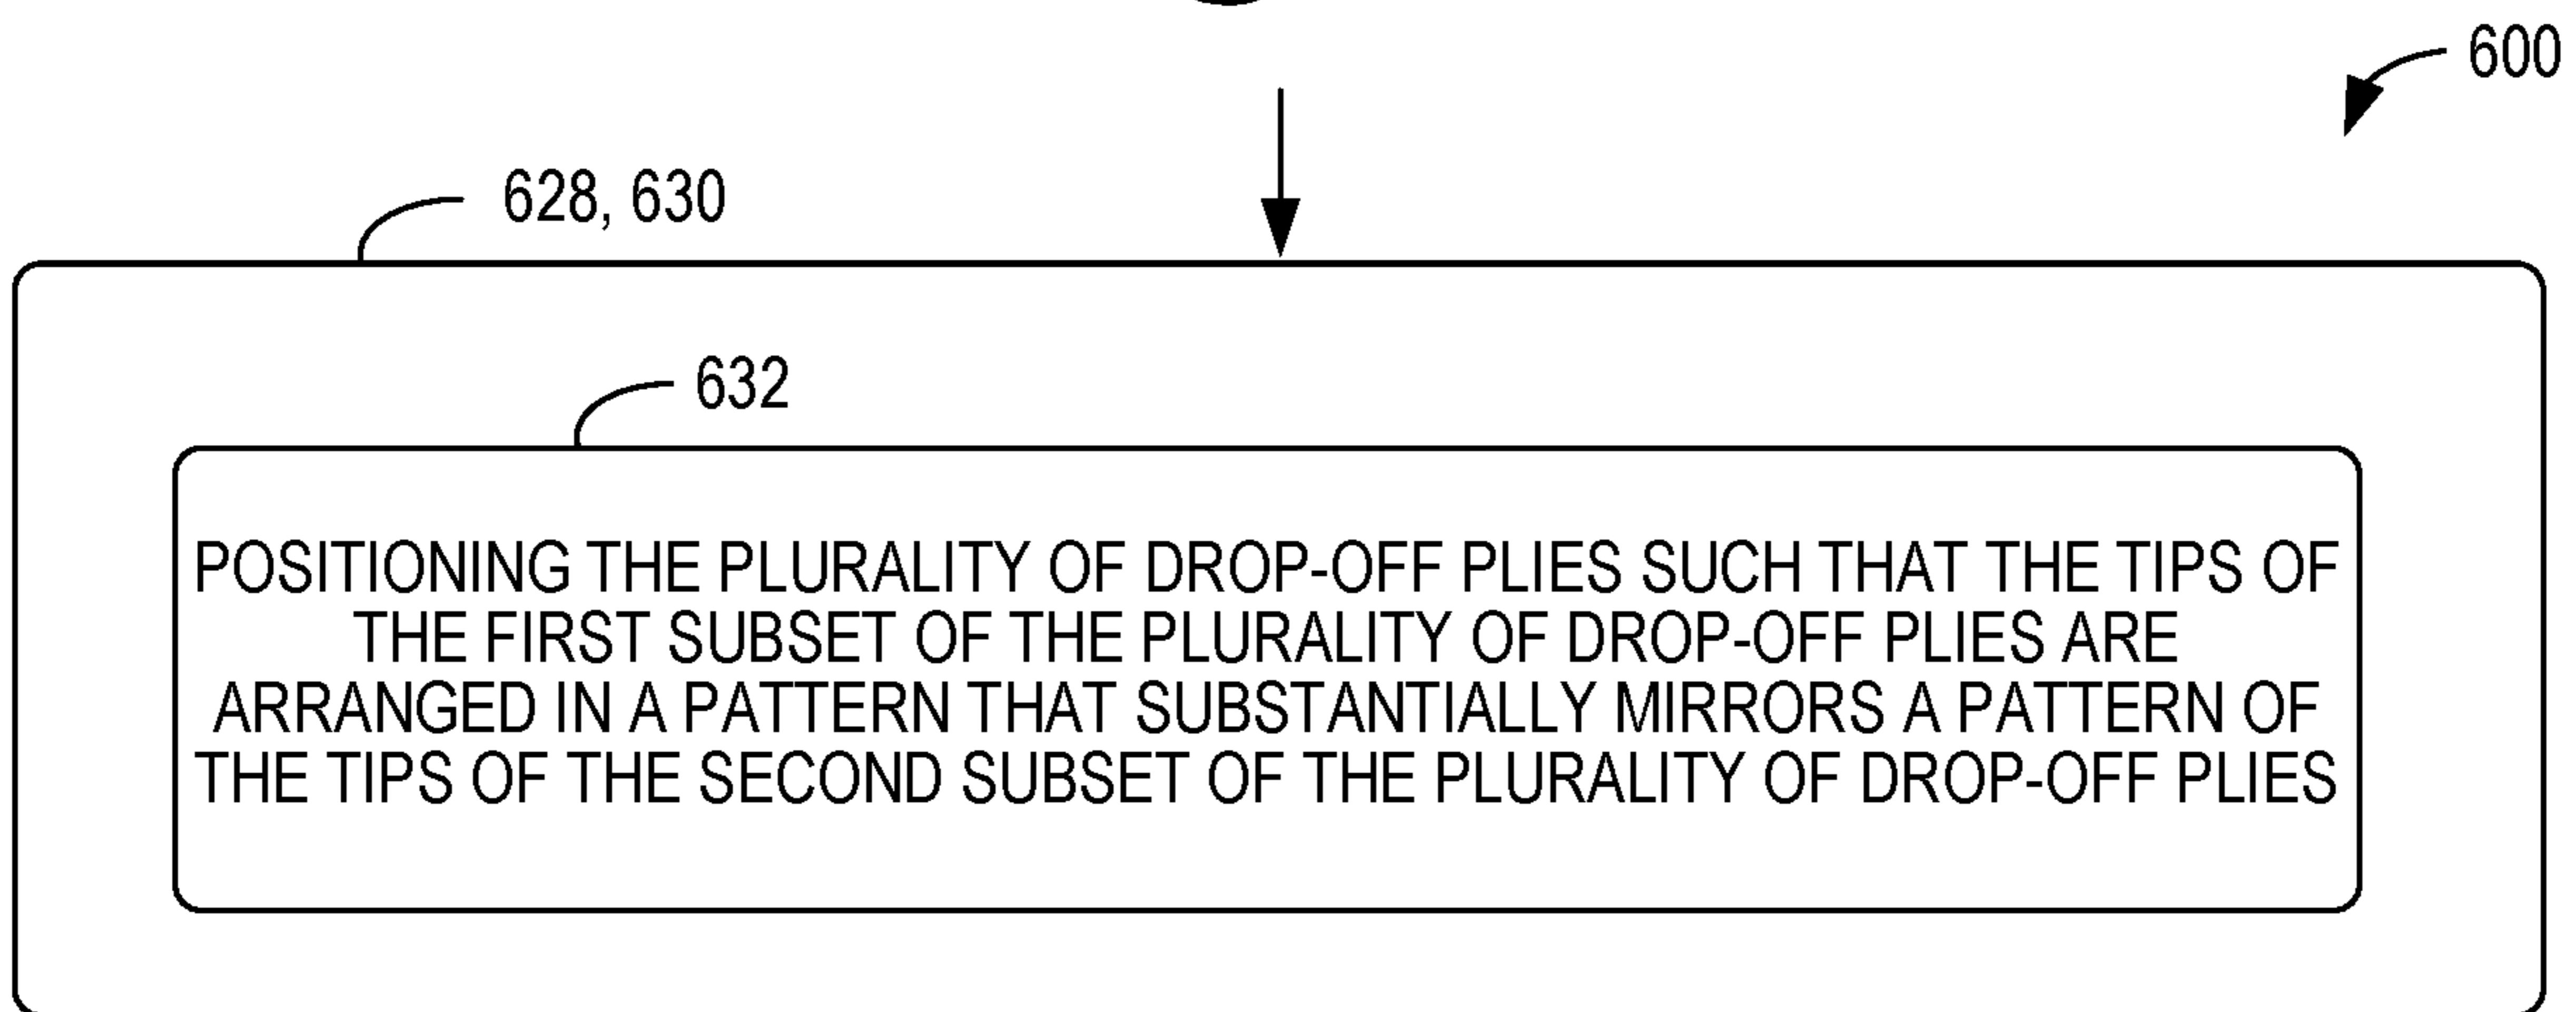 600
628, 630
632
POSITIONING THE PLURALITY OF DROP-OFF PLIES SUCH THAT THE TIPS OF
THE FIRST SUBSET OF THE PLURALITY OF DROP-OFF PLIES ARE
ARRANGED IN A PATTERN THAT SUBSTANTIALLY MIRRORS A PATTERN OF
THE TIPS OF THE SECOND SUBSET OF THE PLURALITY OF DROP-OFF PLIES